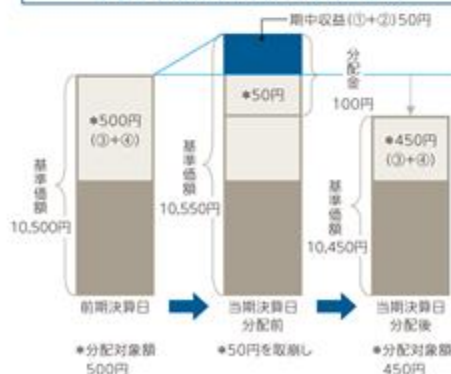 期中収益(①+②)50円
分配金
100円
*500円
(③+④)
*50円
*450円
(③+④)
基準価額
10,500円
基準価額
10,550円
基準価額
10,450円
前期決算日
当期決算日
分配前
当期決算日
分配後
*分配対象額
500円
*50円を取崩し
*分配対象額
450円